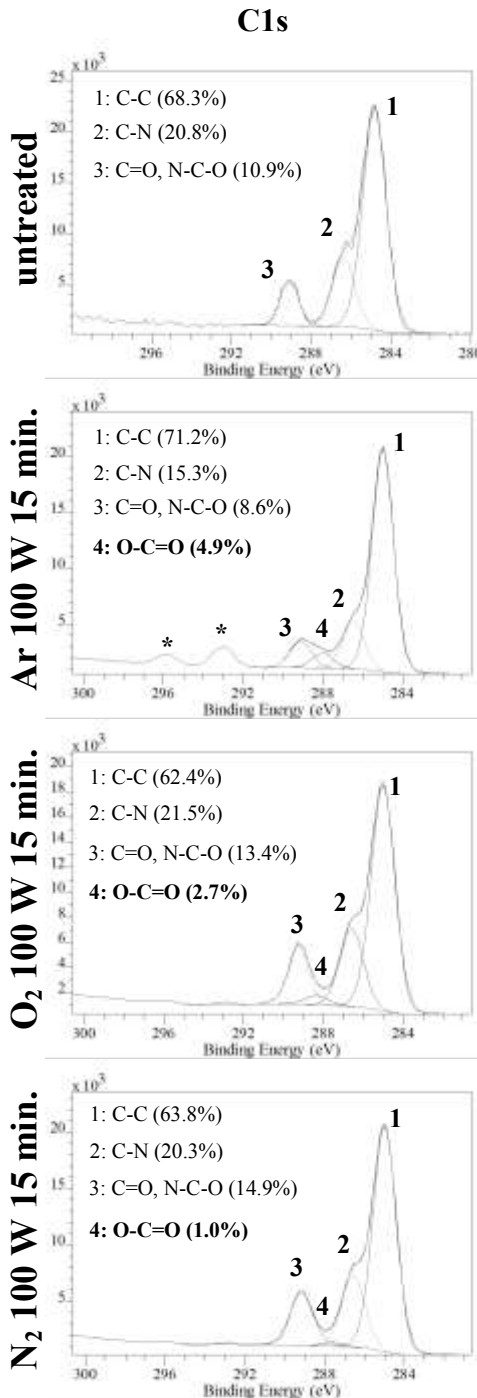 C1s
untreated
x 10³
25
20
15
10
5
1: C-C (68.3%)
2: C-N (20.8%)
3: C=O, N-C-O (10.9%)
1
2
3
296 292 288 284 280
Binding Energy (eV)
Ar 100 W 15 min.
x 10³
20
15
10
5
1: C-C (71.2%)
2: C-N (15.3%)
3: C=O, N-C-O (8.6%)
4: O-C=O (4.9%)
1
2
* * 3 4
300 296 292 288 284
Binding Energy (eV)
O₂ 100 W 15 min.
x 10³
18
16
14
12
10
8
6
4
2
1: C-C (62.4%)
2: C-N (21.5%)
3: C=O, N-C-O (13.4%)
4: O-C=O (2.7%)
1
2
3
4
300 296 292 288 284
Binding Energy (eV)
N₂ 100 W 15 min.
x 10³
20
15
10
5
1: C-C (63.8%)
2: C-N (20.3%)
3: C=O, N-C-O (14.9%)
4: O-C=O (1.0%)
1
2
3
4
300 296 292 288 284
Binding Energy (eV)